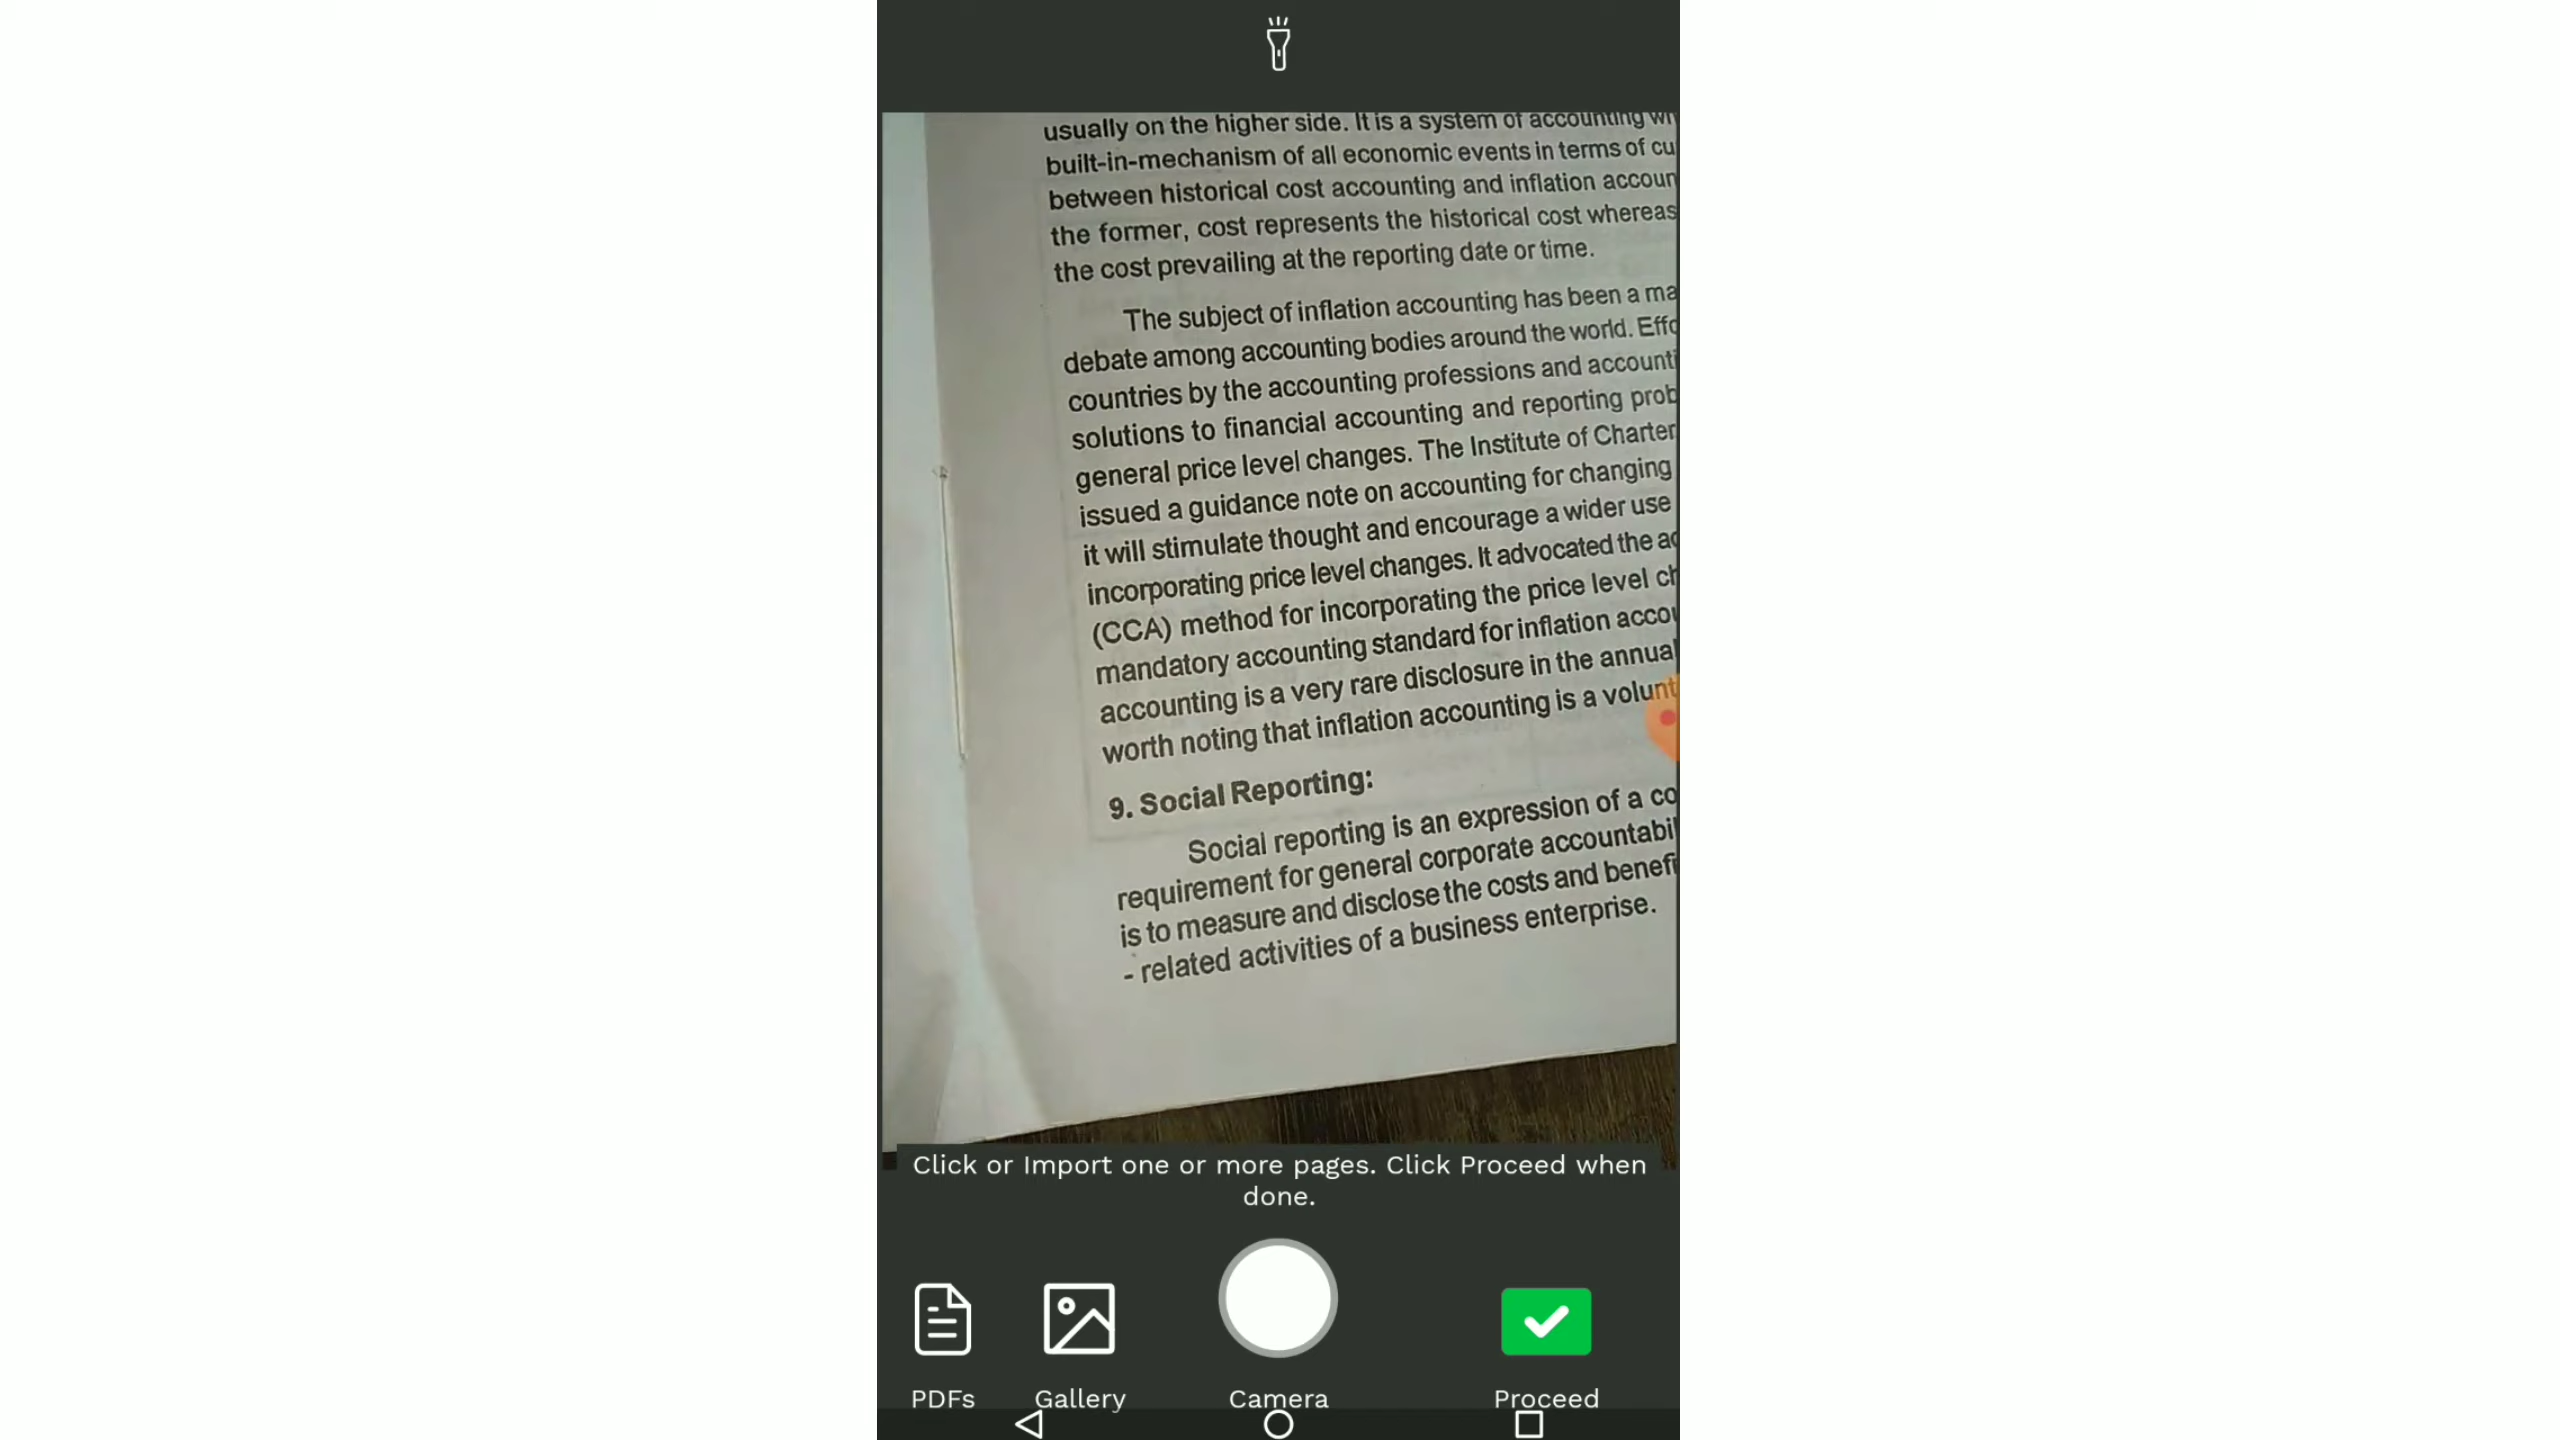 usually on the higher side. It is a system of accounting
built-in-mechanism of all economic events in terms of
between historical cost accounting and inflation
the former, cost represents the historical cost whereas
the cost prevailing at the reporting date or time.
The subject of inflation accounting has been a
debate among accounting bodies around the world.
countries by the accounting professions and
solutions to financial accounting and reporting
general price level changes. The Institute of
issued a guidance note on accounting for changing
it will stimulate thought and encourage a wider use
incorporating price level changes. It advocated the
(CCA) method for incorporating the price level
mandatory accounting standard for inflation
accounting is a very rare disclosure in the annual
worth noting that inflation accounting is a
9. Social Reporting:
Social reporting is an expression of a
requirement for general corporate
is to measure and disclose the costs and
- related activities of a business enterprise.
Click or Import one or more pages. Click Proceed when
done.
PDFs Gallery Camera Proceed